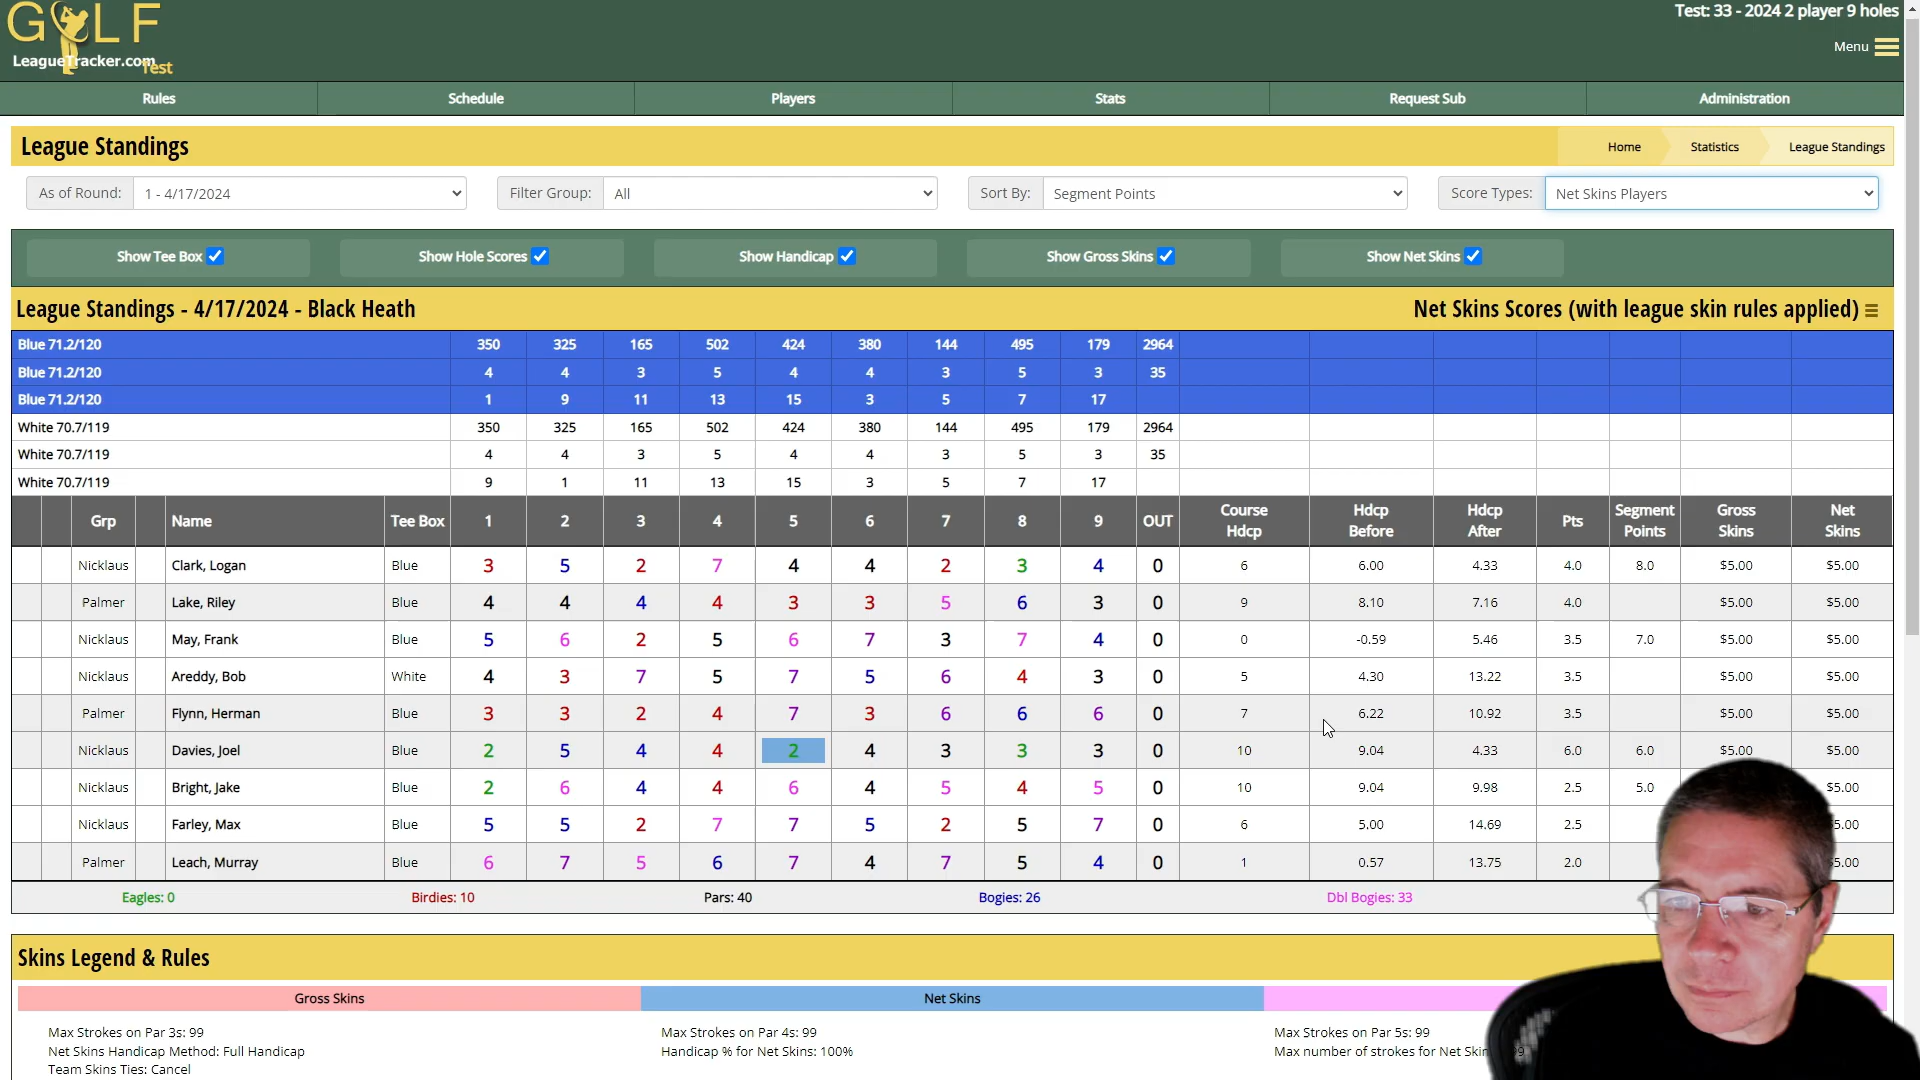 GOLF
LeagueTracker.com
Test
Test: 33 - 2024 2 player 9 holes
Menu
Rules Schedule Players Stats Request Sub Administration
League Standings
Home Statistics League Standings
As of Round: 1 - 4/17/2024 Filter Group: All Sort By: Segment Points Score Types: Net Skins Players
Show Tee Box Show Hole Scores Show Handicap Show Gross Skins Show Net Skins
League Standings - 4/17/2024 - Black Heath Net Skins Scores (with league skin rules applied)
Blue 71.2/120 350 325 165 502 424 380 144 495 179 2964
Blue 71.2/120 4 4 3 5 4 4 3 5 3 35
Blue 71.2/120 1 9 11 13 15 3 5 7 17
White 70.7/119 350 325 165 502 424 380 144 495 179 2964
White 70.7/119 4 4 3 5 4 4 3 5 3 35
White 70.7/119 9 1 11 13 15 3 5 7 17
Grp Name Tee Box 1 2 3 4 5 6 7 8 9 OUT Course Hdcp Hdcp Before Hdcp After Pts Segment Points Gross Skins Net Skins
Nicklaus Clark, Logan Blue 3 5 2 7 4 4 2 3 4 0 6 6.00 4.33 4.0 8.0 $5.00 $5.00
Palmer Lake, Riley Blue 4 4 4 4 3 3 5 6 3 0 9 8.10 7.16 4.0 $5.00 $5.00
Nicklaus May, Frank Blue 5 6 2 5 6 7 3 7 4 0 0 -0.59 5.46 3.5 7.0 $5.00 $5.00
Nicklaus Areddy, Bob White 4 3 7 5 7 5 6 4 3 0 5 4.30 13.22 3.5 $5.00 $5.00
Palmer Flynn, Herman Blue 3 3 2 4 7 3 6 6 6 0 7 6.22 10.92 3.5 $5.00 $5.00
Nicklaus Davies, Joel Blue 2 5 4 4 2 4 3 3 3 0 10 9.04 4.33 6.0 6.0 $5.00 $5.00
Nicklaus Bright, Jake Blue 2 6 4 4 6 4 5 4 5 0 10 9.04 9.98 2.5 5.0 $5.00
Nicklaus Farley, Max Blue 5 5 2 7 7 5 2 5 7 0 6 5.00 14.69 2.5 5.00
Palmer Leach, Murray Blue 6 7 5 6 7 4 7 5 4 0 1 0.57 13.75 2.0 5.00
Eagles: 0 Birdies: 10 Pars: 40 Bogies: 26 Dbl Bogies: 33
Skins Legend & Rules
Gross Skins Net Skins
Max Strokes on Par 3s: 99 Max Strokes on Par 4s: 99 Max Strokes on Par 5s: 99
Net Skins Handicap Method: Full Handicap Handicap % for Net Skins: 100% Max number of strokes for Net
Team Skins Ties: Cancel